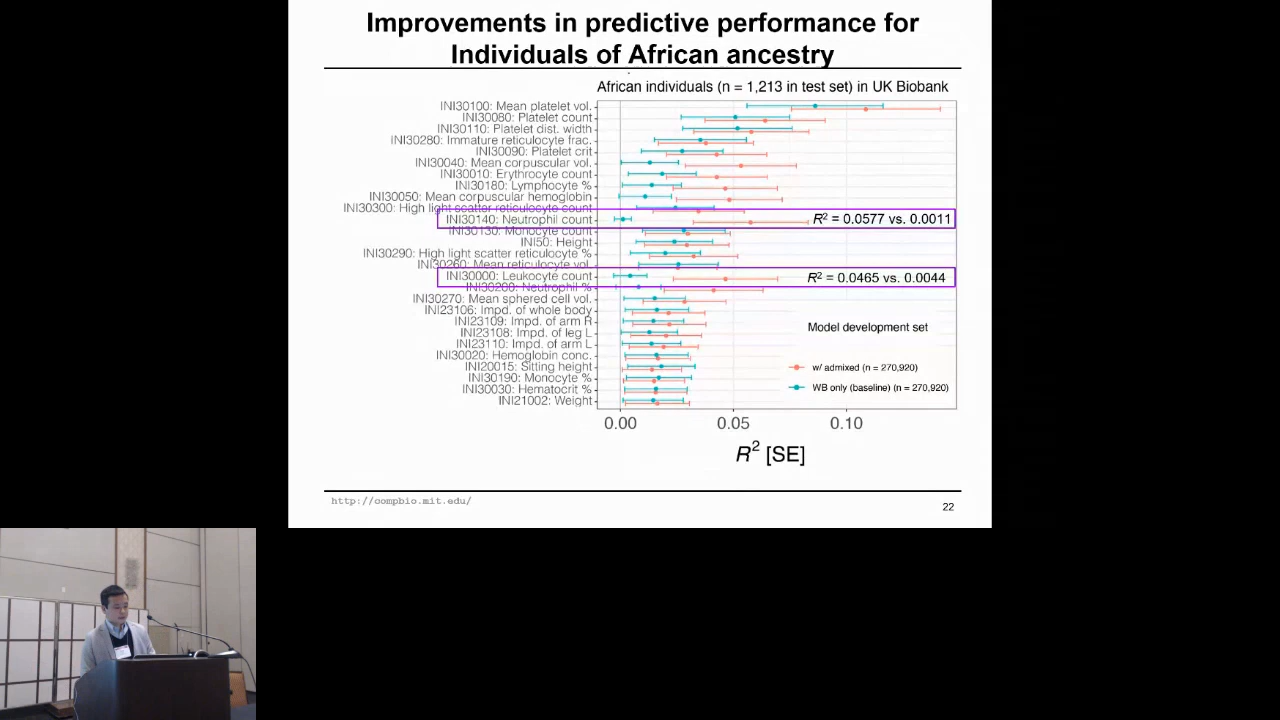 Improvements in predictive performance for
Individuals of African ancestry
African individuals (n = 1,213 in test set) in UK Biobank
INI30100: Mean platelet vol.
INI30080: Platelet count
INI30110: Platelet dist. width
INI30280: Immature reticulocyte frac.
INI30090: Platelet crit
INI30040: Mean corpuscular vol.
INI30010: Erythrocyte count
INI30180: Lymphocyte %
INI30050: Mean corpuscular hemoglobin
INI30300: High light scatter reticulocyte count
INI30140: Neutrophil count
R² = 0.0577 vs. 0.0011
INI30130: Monocyte count
INI50: Height
INI30290: High light scatter reticulocyte %
INI30260: Mean reticulocyte vol.
INI30000: Leukocyte count
R² = 0.0465 vs. 0.0044
INI30200: Neutrophil %
INI30270: Mean sphered cell vol.
INI23106: Impd. of whole body
INI23109: Impd. of arm R
INI23108: Impd. of leg L
INI23110: Impd. of arm L
INI30020: Hemoglobin conc.
INI20015: Sitting height
INI30190: Monocyte %
INI30030: Hematocrit %
INI21002: Weight
Model development set
w/ admixed (n = 270,920)
WB only (baseline) (n = 270,920)
0.00 0.05 0.10
R² [SE]
http://compbio.mit.edu/
22